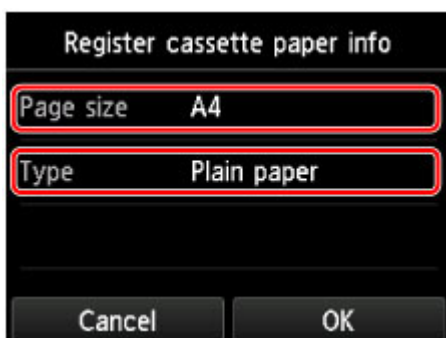 Register cassette paper info
Page size A4
Type Plain paper
Cancel OK